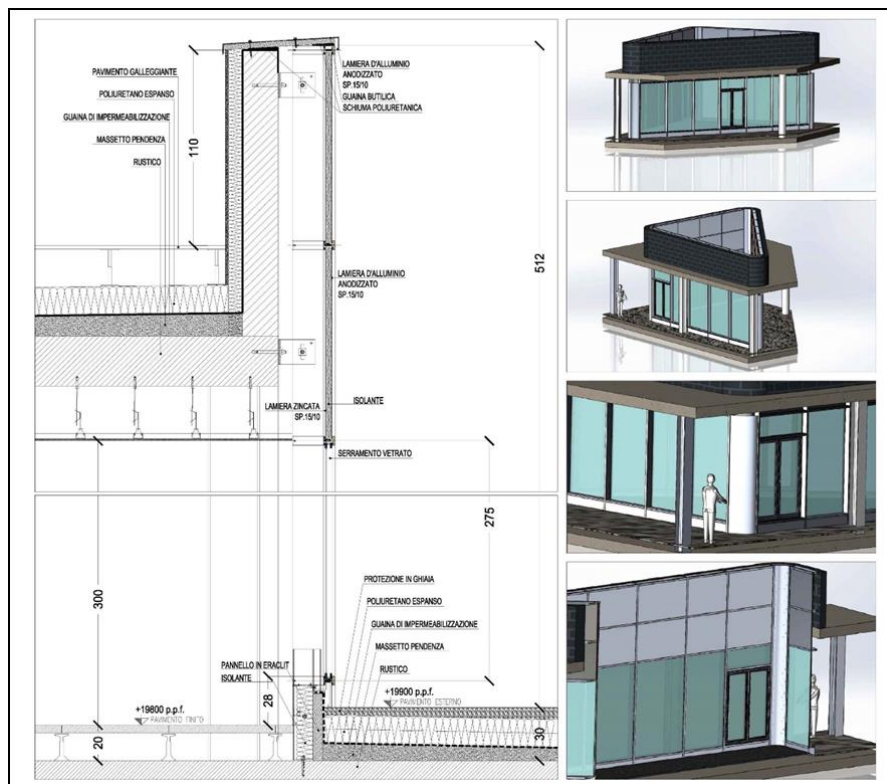 PAVIMENTO GALLEGGIANTE
POLIURETANO ESPANSO
GUAINA DI IMPERMEABILIZZAZIONE
MASSETTO PENDENZA
RUSTICO
110
LAMIERA D'ALLUMINIO
ANODIZZATO
SP.15/10
GUAINA BUTILICA
SCHIUMA POLIURETANICA
512
LAMIERA D'ALLUMINIO
ANODIZZATO
SP.15/10
ISOLANTE
LAMIERA ZINCATA
SP.15/10
SERRAMENTO VETRATO
275
300
PROTEZIONE IN GHIAIA
POLIURETANO ESPANSO
GUAINA DI IMPERMEABILIZZAZIONE
MASSETTO PENDENZA
RUSTICO
PANNELLO IN ERACLIT
ISOLANTE
28
+19800 p.p.f.
PAVIMENTO FINITO
+19900 p.p.f.
PAVIMENTO ESTERNO
20
30